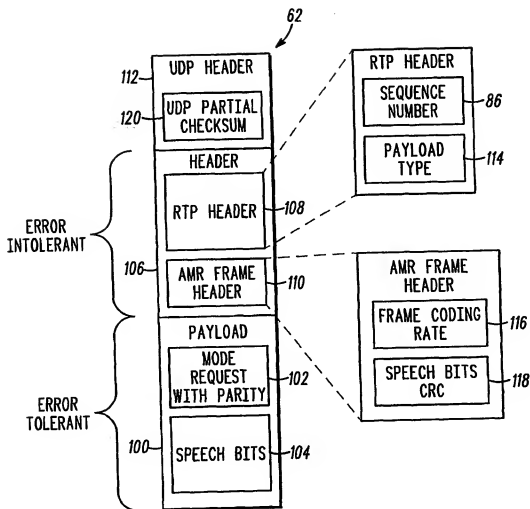 62
112
UDP HEADER
120
UDP PARTIAL
CHECKSUM
ERROR
INTOLERANT
HEADER
RTP HEADER
108
106
AMR FRAME
HEADER
110
ERROR
TOLERANT
PAYLOAD
MODE
REQUEST
WITH PARITY
102
100
SPEECH BITS
104
RTP HEADER
SEQUENCE
NUMBER
86
PAYLOAD
TYPE
114
AMR FRAME
HEADER
FRAME CODING
RATE
116
SPEECH BITS
CRC
118